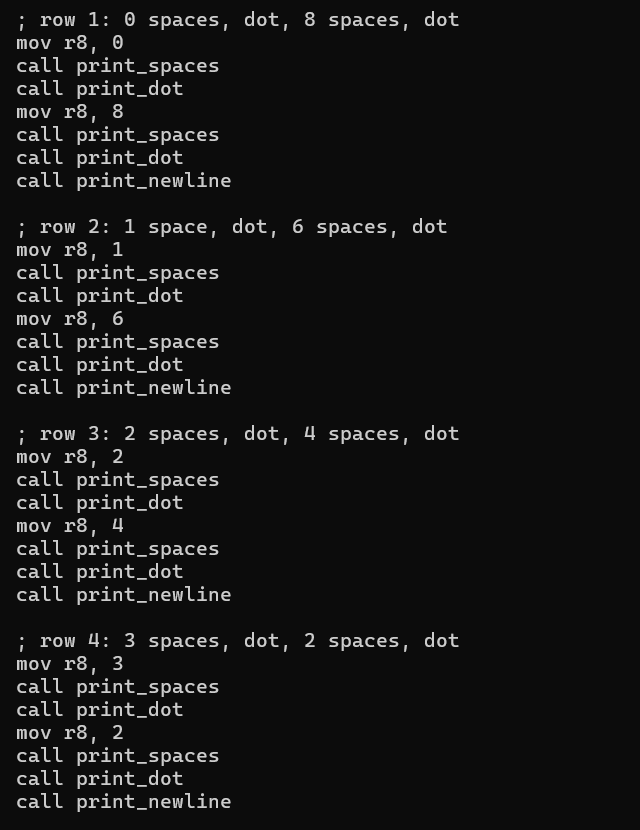 ; row 1: 0 spaces, dot, 8 spaces, dot
mov r8, 0
call print_spaces
call print_dot
mov r8, 8
call print_spaces
call print_dot
call print_newline

; row 2: 1 space, dot, 6 spaces, dot
mov r8, 1
call print_spaces
call print_dot
mov r8, 6
call print_spaces
call print_dot
call print_newline

; row 3: 2 spaces, dot, 4 spaces, dot
mov r8, 2
call print_spaces
call print_dot
mov r8, 4
call print_spaces
call print_dot
call print_newline

; row 4: 3 spaces, dot, 2 spaces, dot
mov r8, 3
call print_spaces
call print_dot
mov r8, 2
call print_spaces
call print_dot
call print_newline